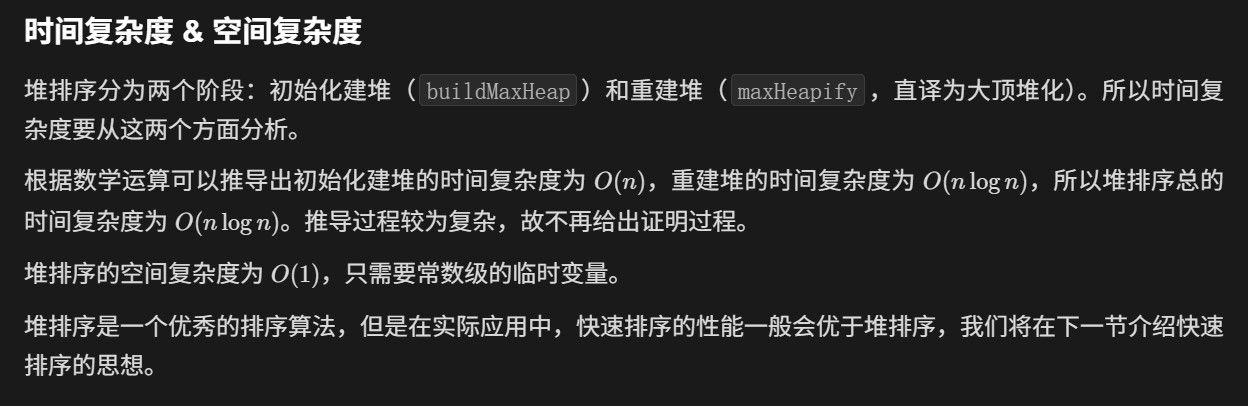 时间复杂度 & 空间复杂度
堆排序分为两个阶段：初始化建堆（buildMaxHeap）和重建堆（maxHeapify，直译为大顶堆化）。所以时间复
杂度要从这两个方面分析。
根据数学运算可以推导出初始化建堆的时间复杂度为 O(n)，重建堆的时间复杂度为 O(n log n)，所以堆排序总的
时间复杂度为 O(n log n)。推导过程较为复杂，故不再给出证明过程。
堆排序的空间复杂度为 O(1)，只需要常数级的临时变量。
堆排序是一个优秀的排序算法，但是在实际应用中，快速排序的性能一般会优于堆排序，我们将在下一节介绍快速
排序的思想。